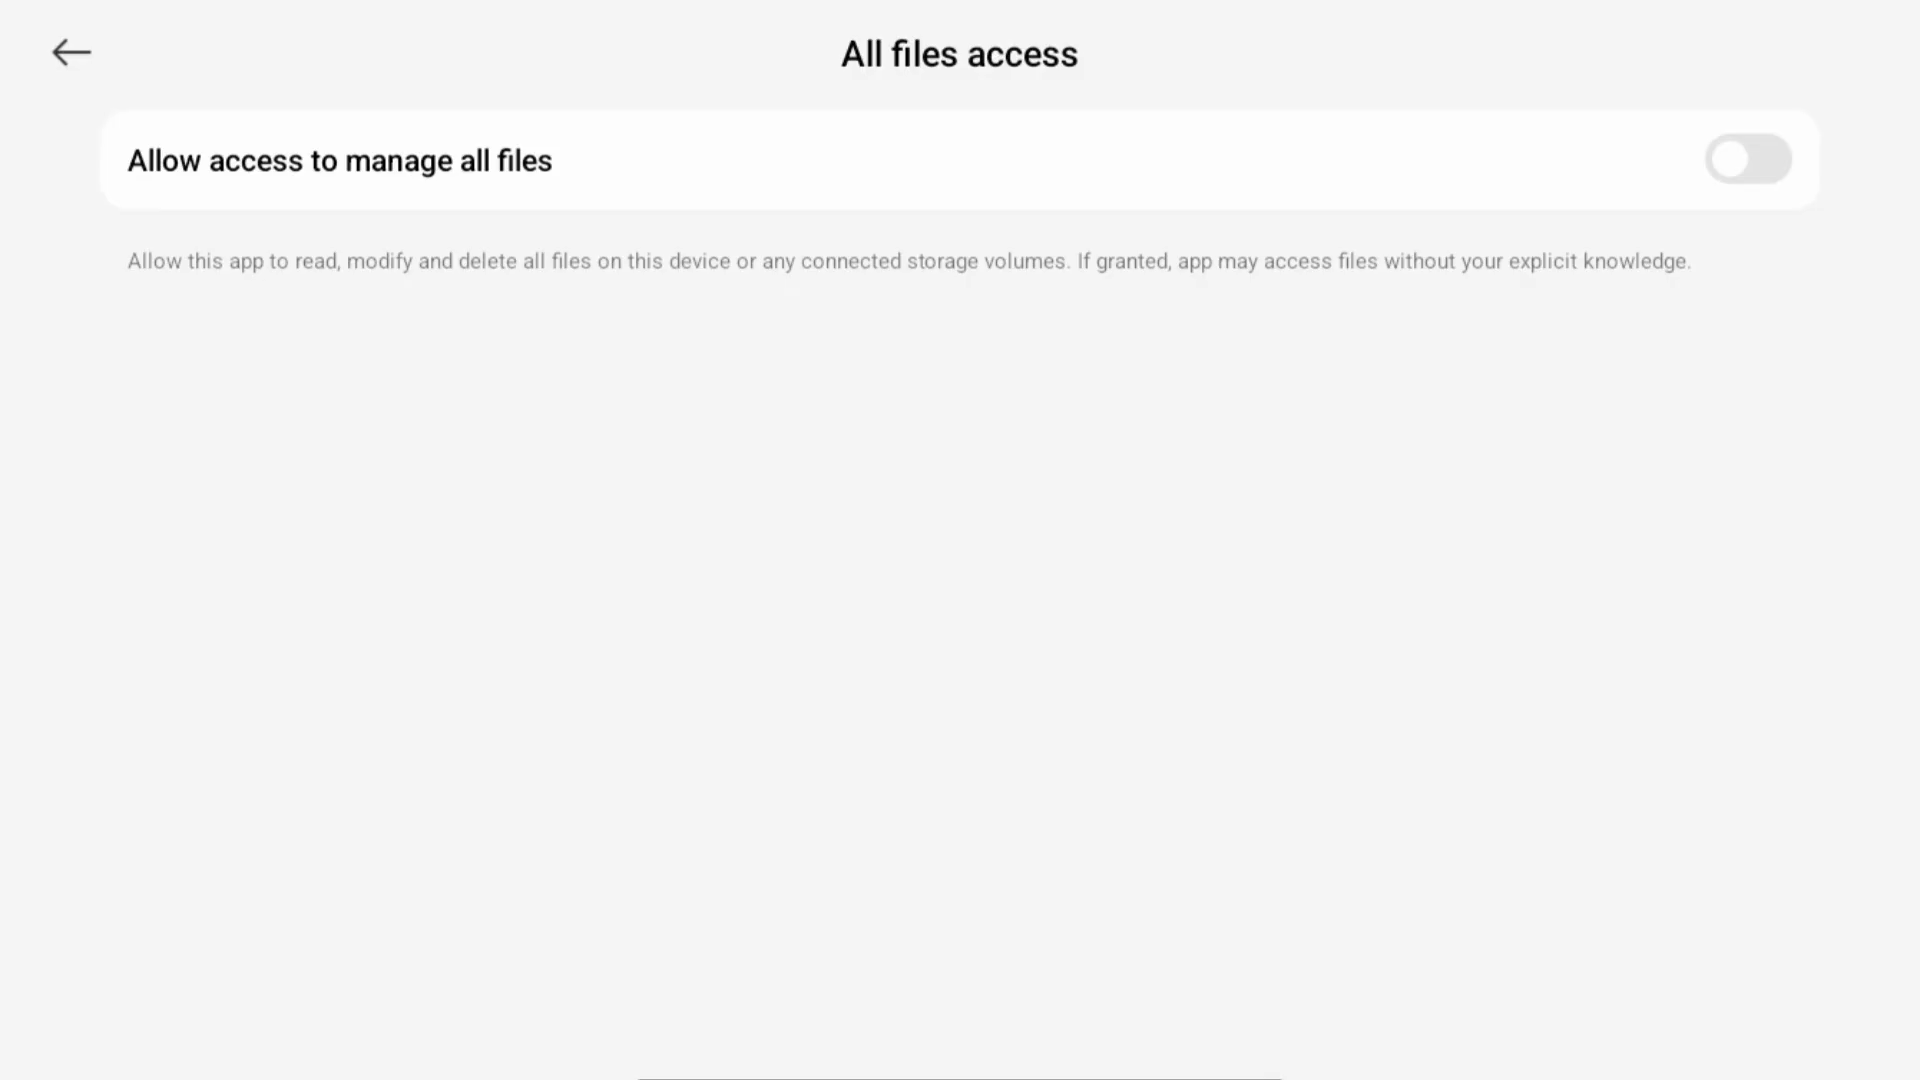 All files access
Allow access to manage all files
Allow this app to read, modify and delete all files on this device or any connected storage volumes. If granted, app may access files without your explicit knowledge.